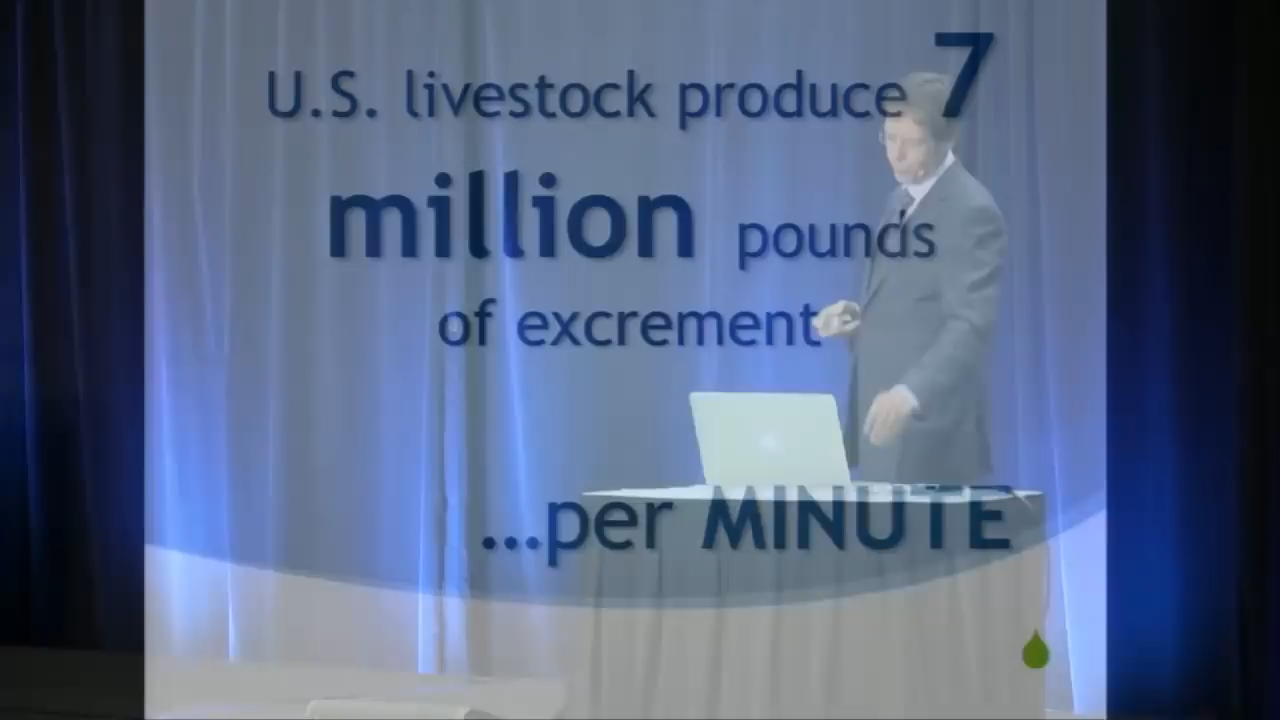 U.S. livestock produce 7
million pounds
of excrement
...per MINUTE